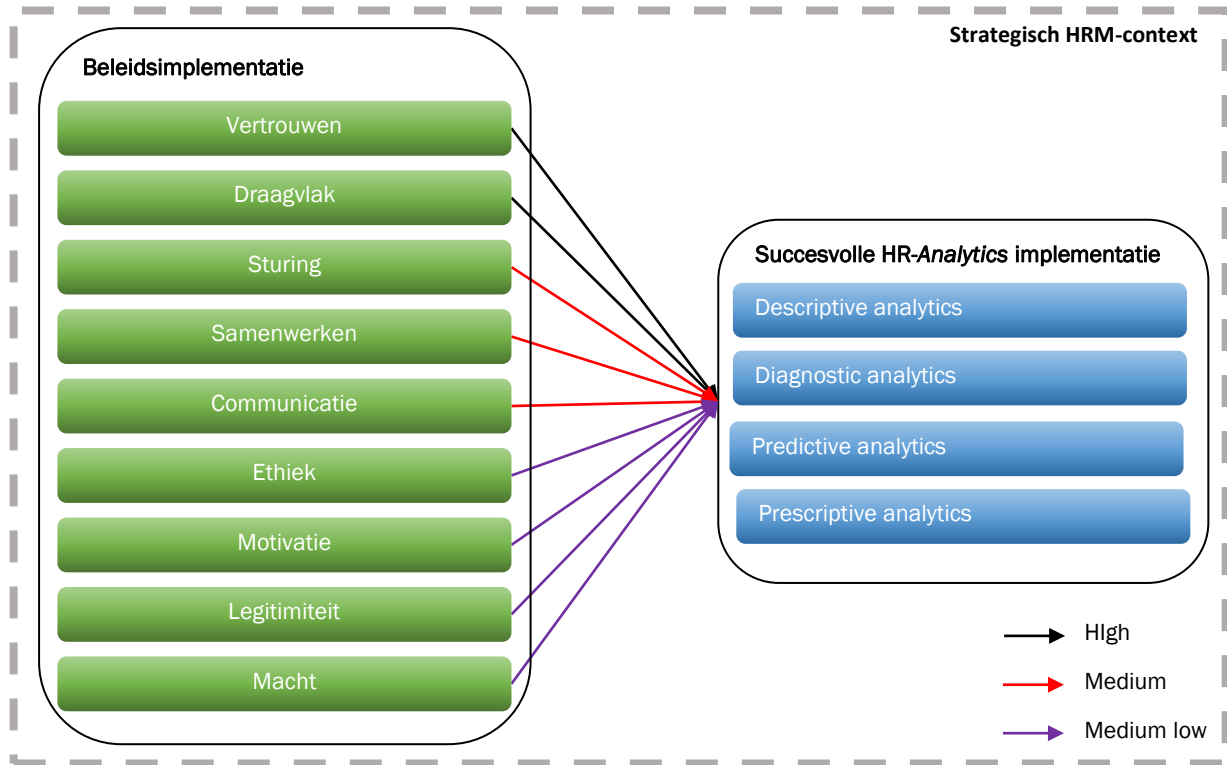 Strategisch HRM-context
Beleidsimplementatie
Vertrouwen
Draagvlak
Sturing
Samenwerken
Communicatie
Ethiek
Motivatie
Legitimiteit
Macht
Succesvolle HR-Analytics implementatie
Descriptive analytics
Diagnostic analytics
Predictive analytics
Prescriptive analytics
HIgh
Medium
Medium low